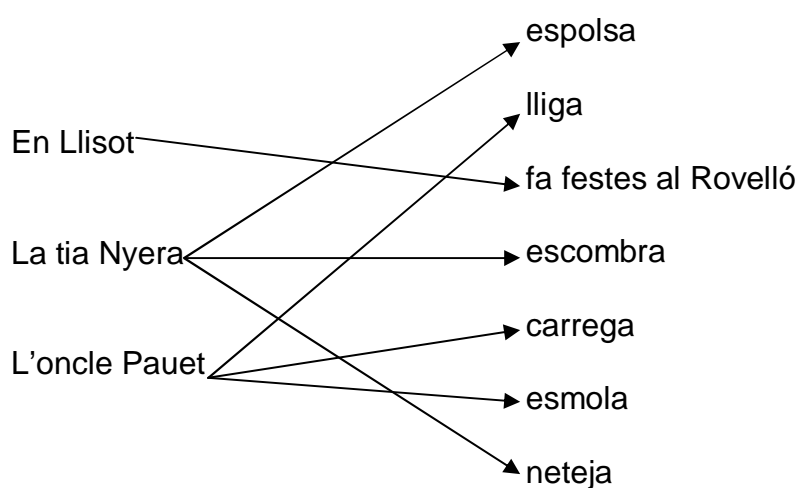 espolsa
lliga
En Llisot
fa festes al Rovelló
La tia Nyera
escombra
carrega
L'oncle Pauet
esmola
neteja